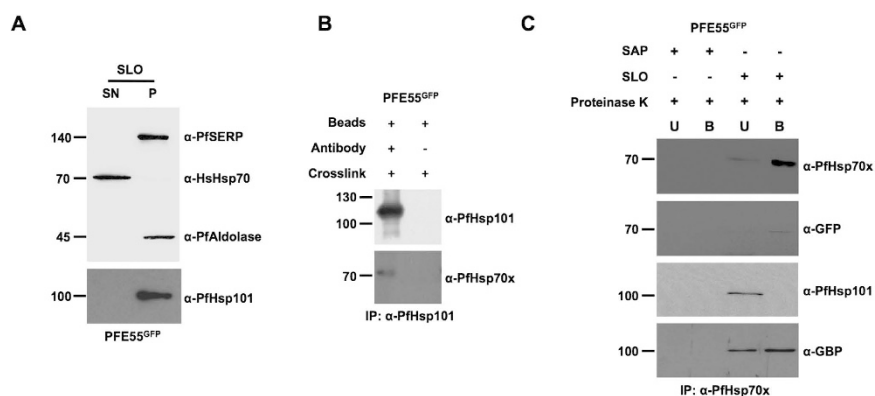 A
SLO
SN P
140
α-PfSERP
70
α-HsHsp70
45
α-PfAldolase
100
α-PfHsp101
PFE55GFP
B
PFE55GFP
Beads + +
Antibody + -
Crosslink + +
130
100
α-PfHsp101
70
α-PfHsp70x
IP: α-PfHsp101
C
PFE55GFP
SAP + + - -
SLO - - + +
Proteinase K + + + +
U B U B
70
α-PfHsp70x
70
α-GFP
100
α-PfHsp101
100
α-GBP
IP: α-PfHsp70x